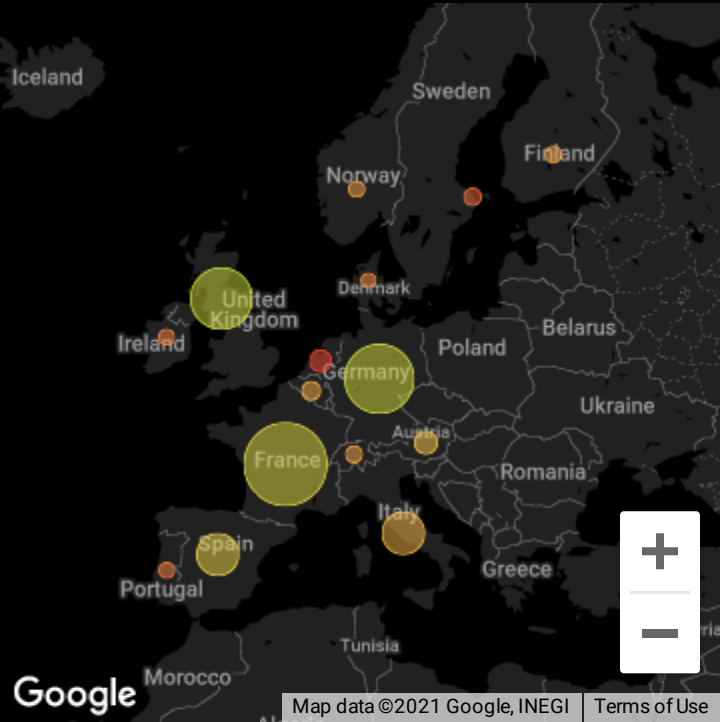 Iceland
Sweden
Finland
Norway
Denmark
United
Kingdom
Ireland
Belarus
Poland
Germany
Ukraine
Austria
France
Romania
Italy
Spain
Greece
Portugal
Tunisia
Morocco
Google
Map data ©2021 Google, INEGI
Terms of Use